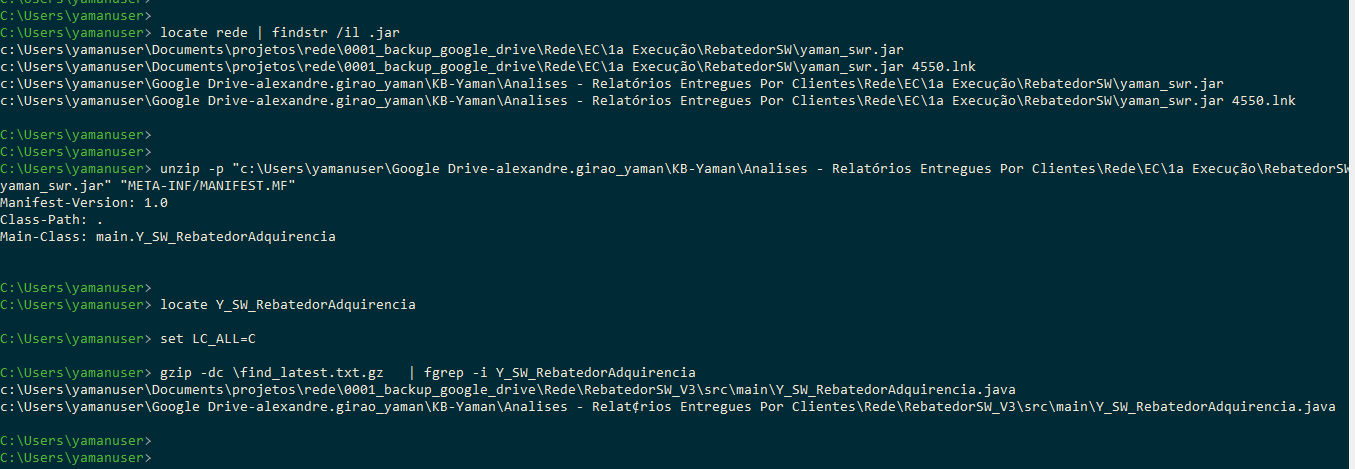 C:\Users\yamanuser>
C:\Users\yamanuser>
C:\Users\yamanuser> locate rede | findstr /il .jar
c:\Users\yamanuser\Documents\projetos\rede\0001_backup_google_drive\Rede\EC\1a Execução\RebatedorSW\yaman_swr.jar
c:\Users\yamanuser\Documents\projetos\rede\0001_backup_google_drive\Rede\EC\1a Execução\RebatedorSW\yaman_swr.jar 4550.lnk
c:\Users\yamanuser\Google Drive-alexandre.girao_yaman\KB-Yaman\Analises - Relatórios Entregues Por Clientes\Rede\EC\1a Execução\RebatedorSW\yaman_swr.jar
c:\Users\yamanuser\Google Drive-alexandre.girao_yaman\KB-Yaman\Analises - Relatórios Entregues Por Clientes\Rede\EC\1a Execução\RebatedorSW\yaman_swr.jar 4550.lnk
C:\Users\yamanuser>
C:\Users\yamanuser>
C:\Users\yamanuser> unzip -p "c:\Users\yamanuser\Google Drive-alexandre.girao_yaman\KB-Yaman\Analises - Relatórios Entregues Por Clientes\Rede\EC\1a Execução\RebatedorSW
yaman_swr.jar" "META-INF/MANIFEST.MF"
Manifest-Version: 1.0
Class-Path: .
Main-Class: main.Y_SW_RebatedorAdquirencia
C:\Users\yamanuser>
C:\Users\yamanuser> locate Y_SW_RebatedorAdquirencia
C:\Users\yamanuser> set LC_ALL=C
C:\Users\yamanuser> gzip -dc \find_latest.txt.gz   | fgrep -i Y_SW_RebatedorAdquirencia
c:\Users\yamanuser\Documents\projetos\rede\0001_backup_google_drive\Rede\RebatedorSW_V3\src\main\Y_SW_RebatedorAdquirencia.java
c:\Users\yamanuser\Google Drive-alexandre.girao_yaman\KB-Yaman\Analises - Relat¢rios Entregues Por Clientes\Rede\RebatedorSW_V3\src\main\Y_SW_RebatedorAdquirencia.java
C:\Users\yamanuser>
C:\Users\yamanuser>